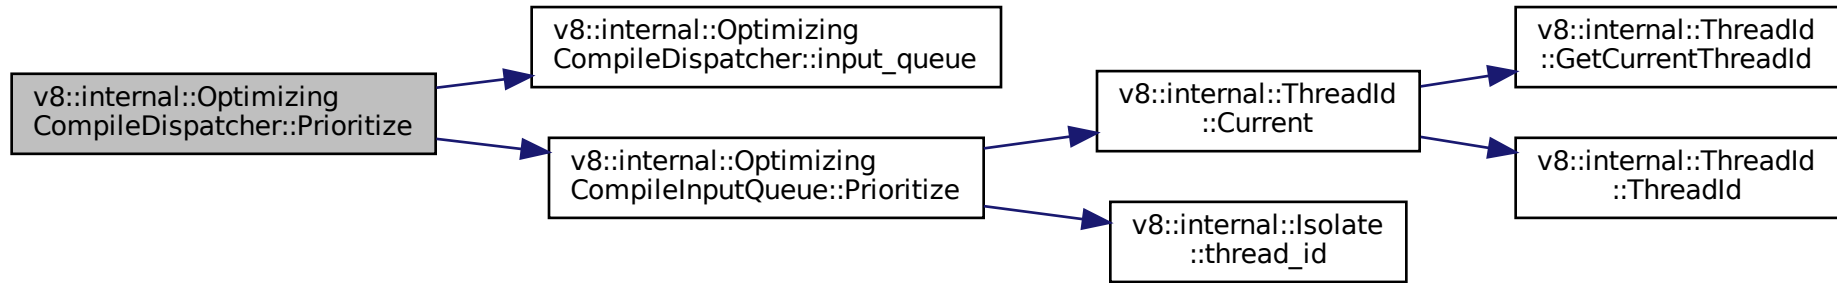 v8::internal::Optimizing
CompileDispatcher::Prioritize
v8::internal::Optimizing
CompileDispatcher::input_queue
v8::internal::Optimizing
CompileInputQueue::Prioritize
v8::internal::ThreadId
::Current
v8::internal::Isolate
::thread_id
v8::internal::ThreadId
::GetCurrentThreadId
v8::internal::ThreadId
::ThreadId